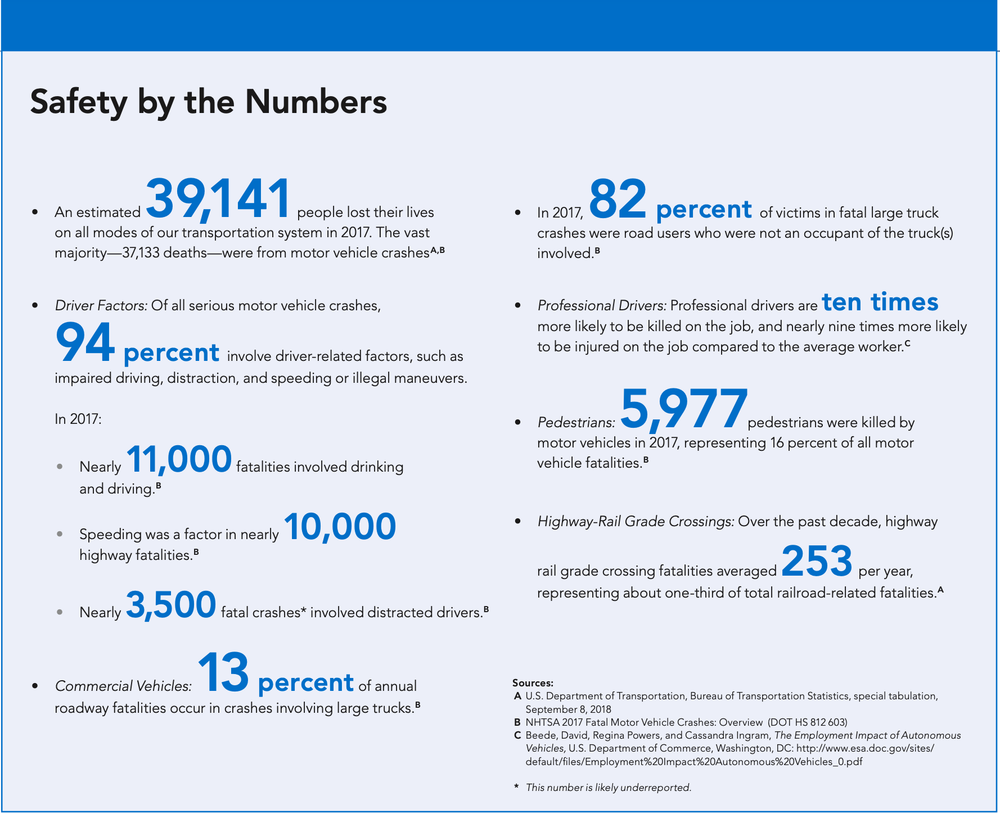 Safety by the Numbers
• An estimated 39,141 people lost their lives
on all modes of our transportation system in 2017. The vast
majority—37,133 deaths—were from motor vehicle crashesA,B
• Driver Factors: Of all serious motor vehicle crashes,
94 percent involve driver-related factors, such as
impaired driving, distraction, and speeding or illegal maneuvers.
In 2017:
• Nearly 11,000 fatalities involved drinking
and driving.B
• Speeding was a factor in nearly 10,000
highway fatalities.B
• Nearly 3,500 fatal crashes* involved distracted drivers.B
• Commercial Vehicles: 13 percent of annual
roadway fatalities occur in crashes involving large trucks.B
• In 2017, 82 percent of victims in fatal large truck
crashes were road users who were not an occupant of the truck(s)
involved.B
• Professional Drivers: Professional drivers are ten times
more likely to be killed on the job, and nearly nine times more likely
to be injured on the job compared to the average worker.C
• Pedestrians: 5,977 pedestrians were killed by
motor vehicles in 2017, representing 16 percent of all motor
vehicle fatalities.B
• Highway-Rail Grade Crossings: Over the past decade, highway
rail grade crossing fatalities averaged 253 per year,
representing about one-third of total railroad-related fatalities.A
Sources:
A U.S. Department of Transportation, Bureau of Transportation Statistics, special tabulation,
September 8, 2018
B NHTSA 2017 Fatal Motor Vehicle Crashes: Overview (DOT HS 812 603)
C Beede, David, Regina Powers, and Cassandra Ingram, The Employment Impact of Autonomous
Vehicles, U.S. Department of Commerce, Washington, DC: http://www.esa.doc.gov/sites/
default/files/Employment%20Impact%20Autonomous%20Vehicles_0.pdf
* This number is likely underreported.